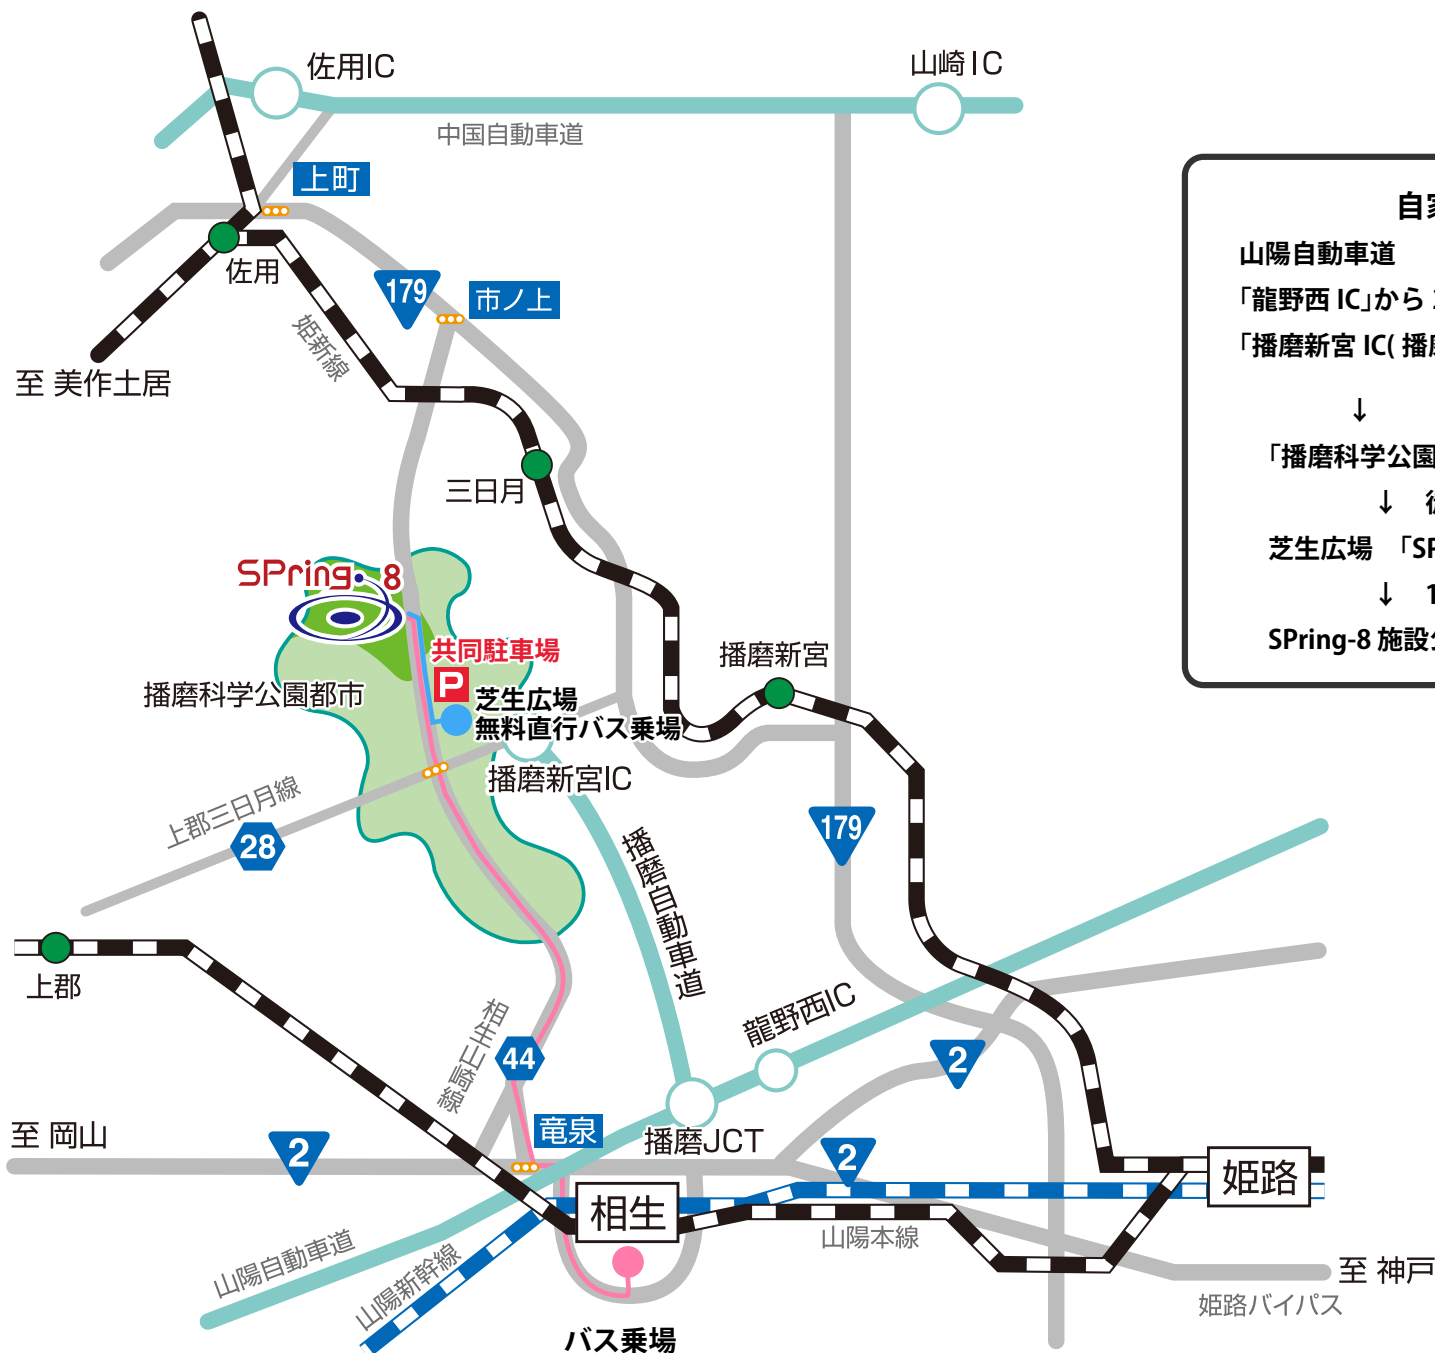 佐用IC
山崎IC
中国自動車道
上町
佐用
179
市ノ上
姫新線
至 美作土居
三日月
SPring-8
共同駐車場
P
芝生広場
無料直行バス乗場
播磨科学公園都市
播磨新宮
播磨新宮IC
上郡三日月線
28
179
播磨自動車道
上郡
龍野西IC
相生山崎線
44
2
至 岡山
2
竜泉
播磨JCT
2
姫路
相生
山陽本線
山陽自動車道
山陽新幹線
至 神戸
姫路バイパス
バス乗場
山陽自動車道
「龍野西 IC」から
「播磨新宮 IC(
↓
「播磨科学公園
↓
芝生広場 「SP
↓ 1
SPring-8 施設